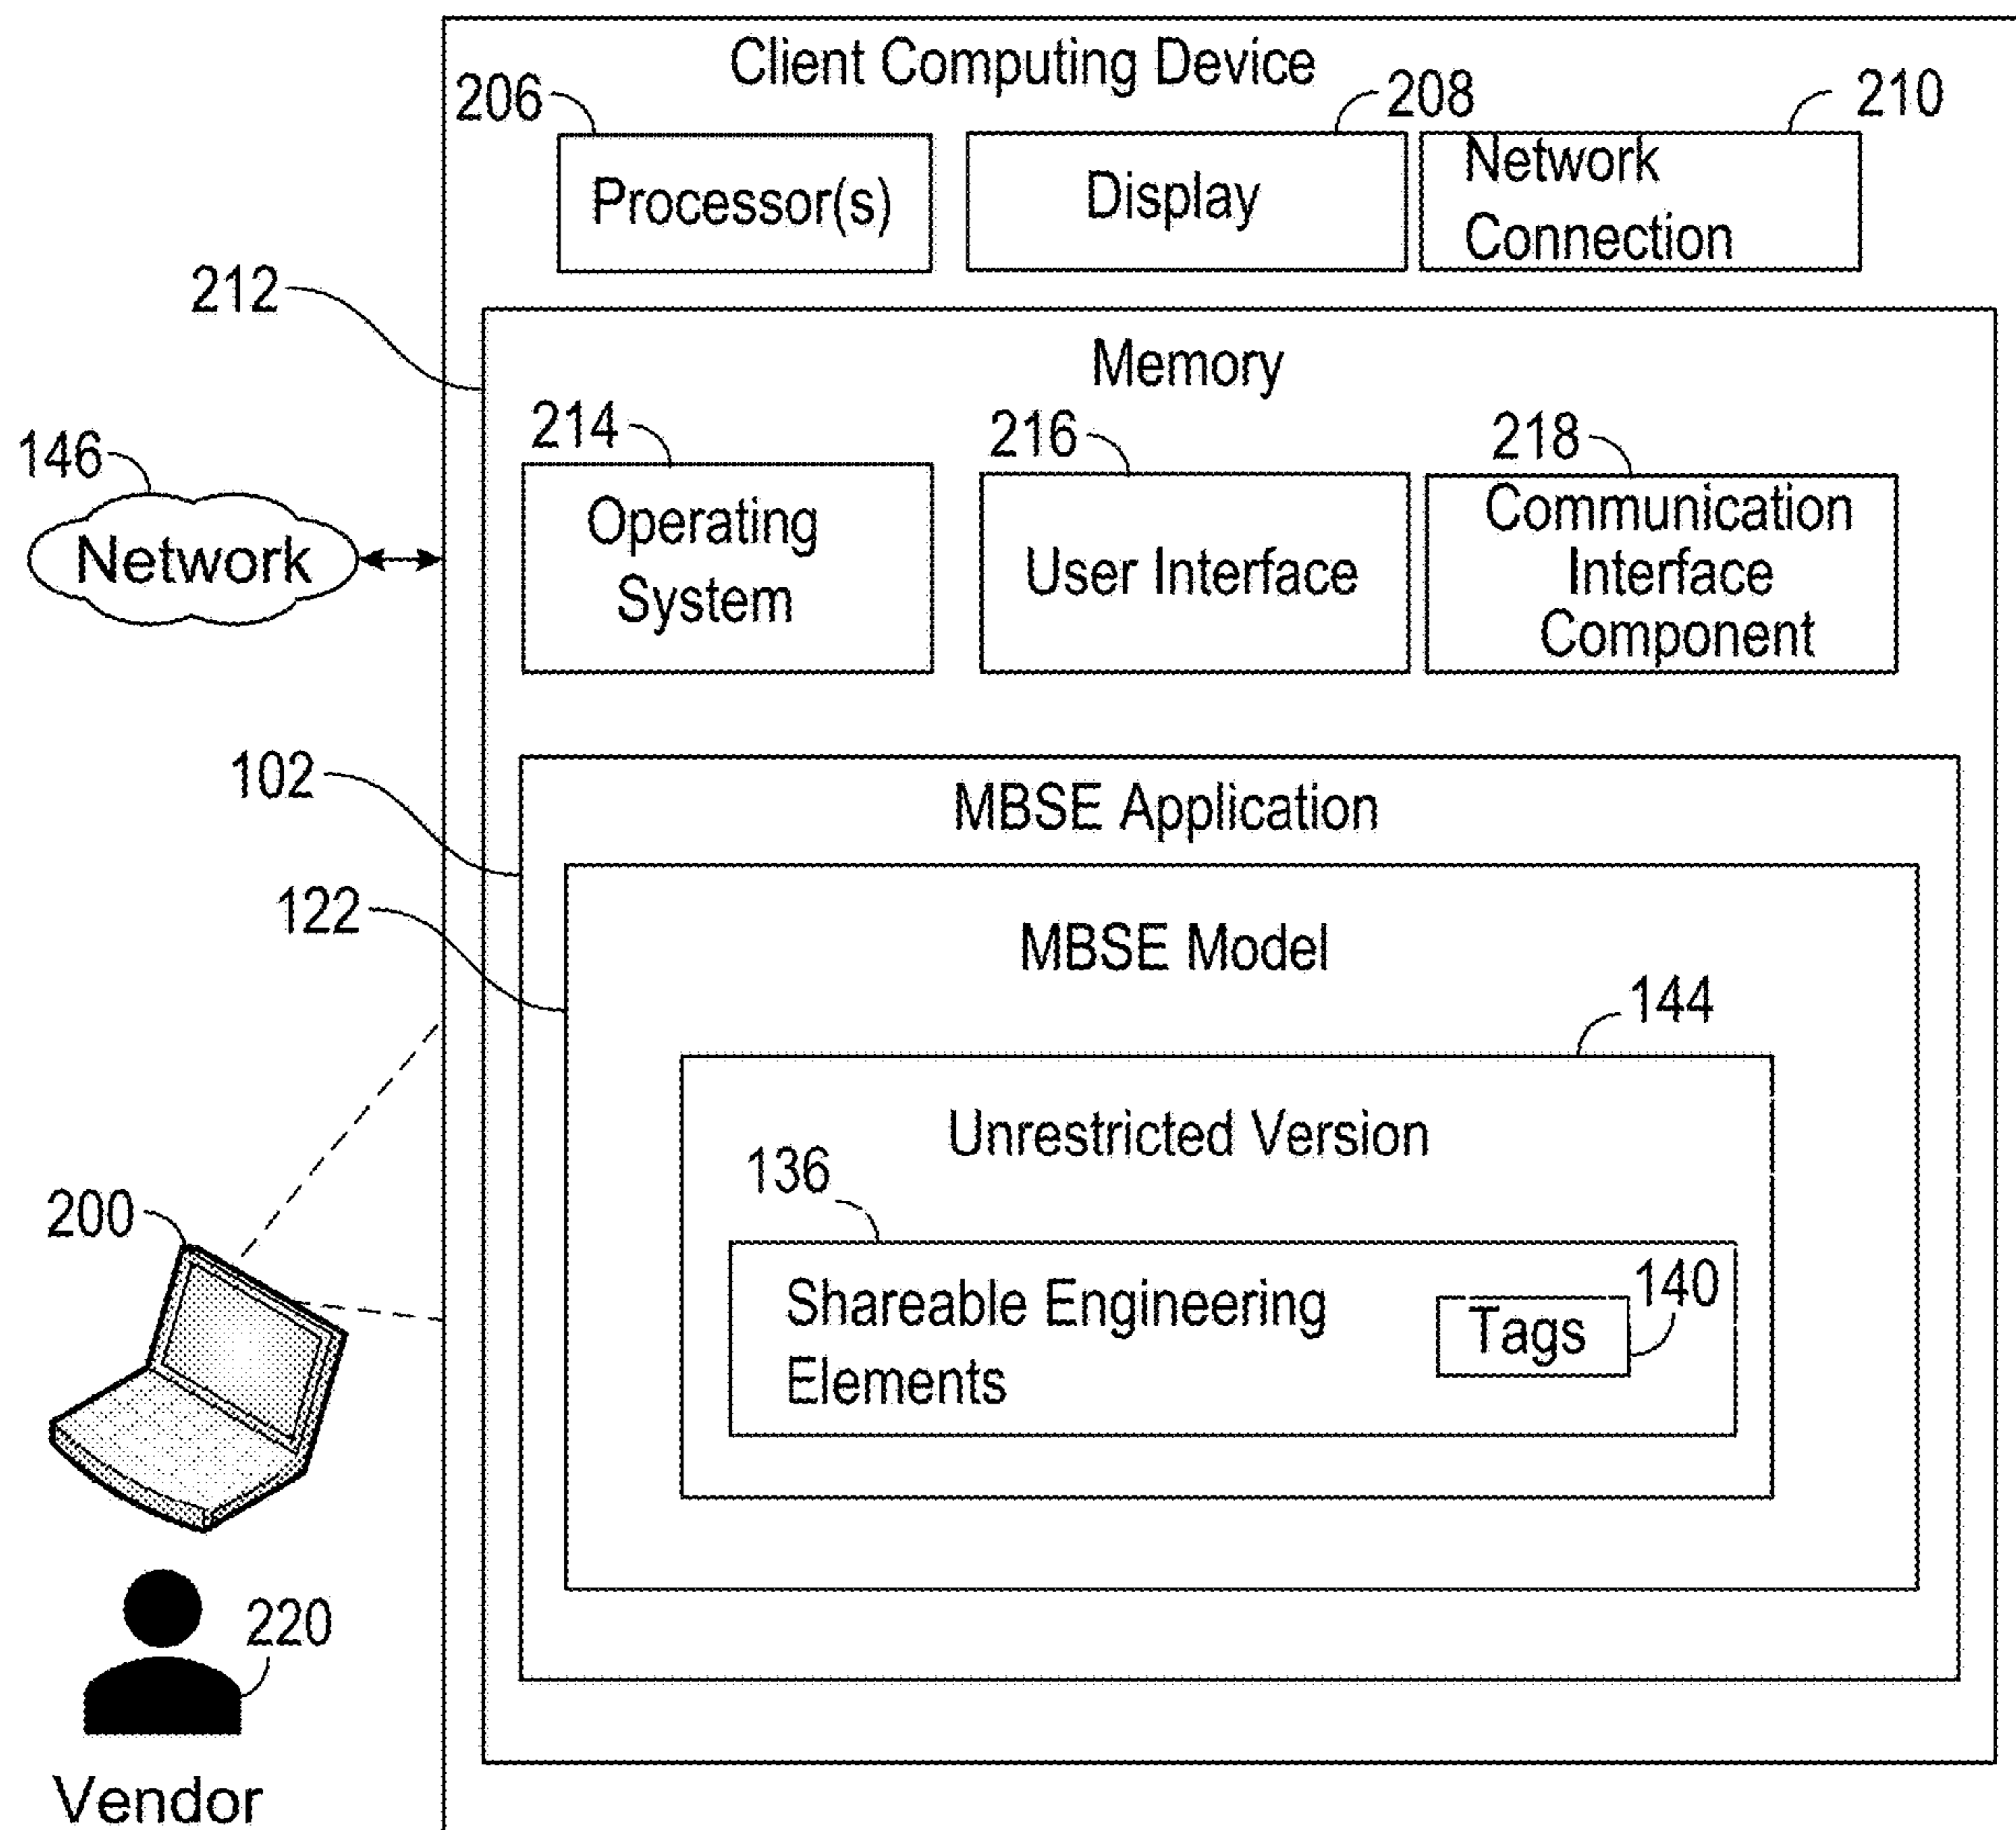 Client Computing Device
206
208
210
Processor(s)
Display
Network
Connection
212
Memory
214
216
218
146
Network
Operating
System
User Interface
Communication
Interface
Component
102
MBSE Application
122
MBSE Model
144
Unrestricted Version
136
200
Shareable Engineering
Elements
Tags
140
220
Vendor